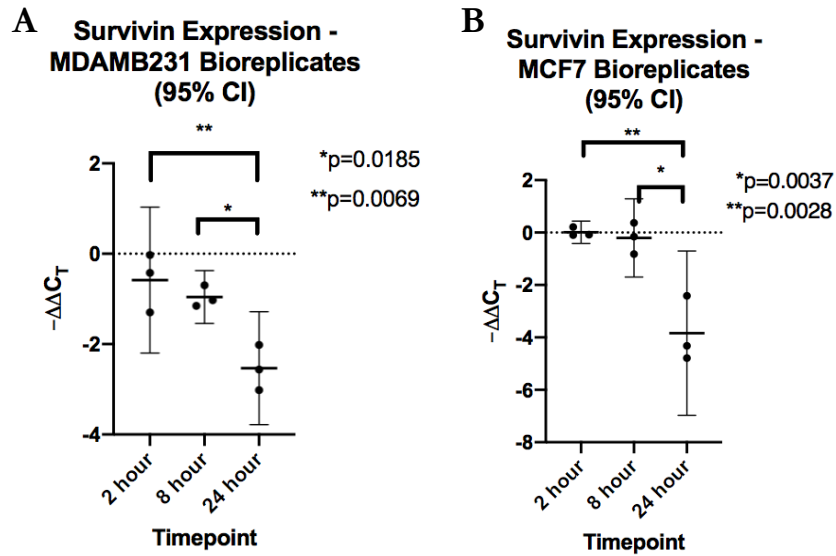 A
Survivin Expression -
MDAMB231 Bioreplicates
(95% CI)
**
*
*p=0.0185
**p=0.0069
2
0
-2
-4
−ΔΔCT
2 hour
8 hour
24 hour
Timepoint
B
Survivin Expression -
MCF7 Bioreplicates
(95% CI)
**
*
*p=0.0037
**p=0.0028
2
0
-2
-4
-6
-8
−ΔΔCT
2 hour
8 hour
24 hour
Timepoint